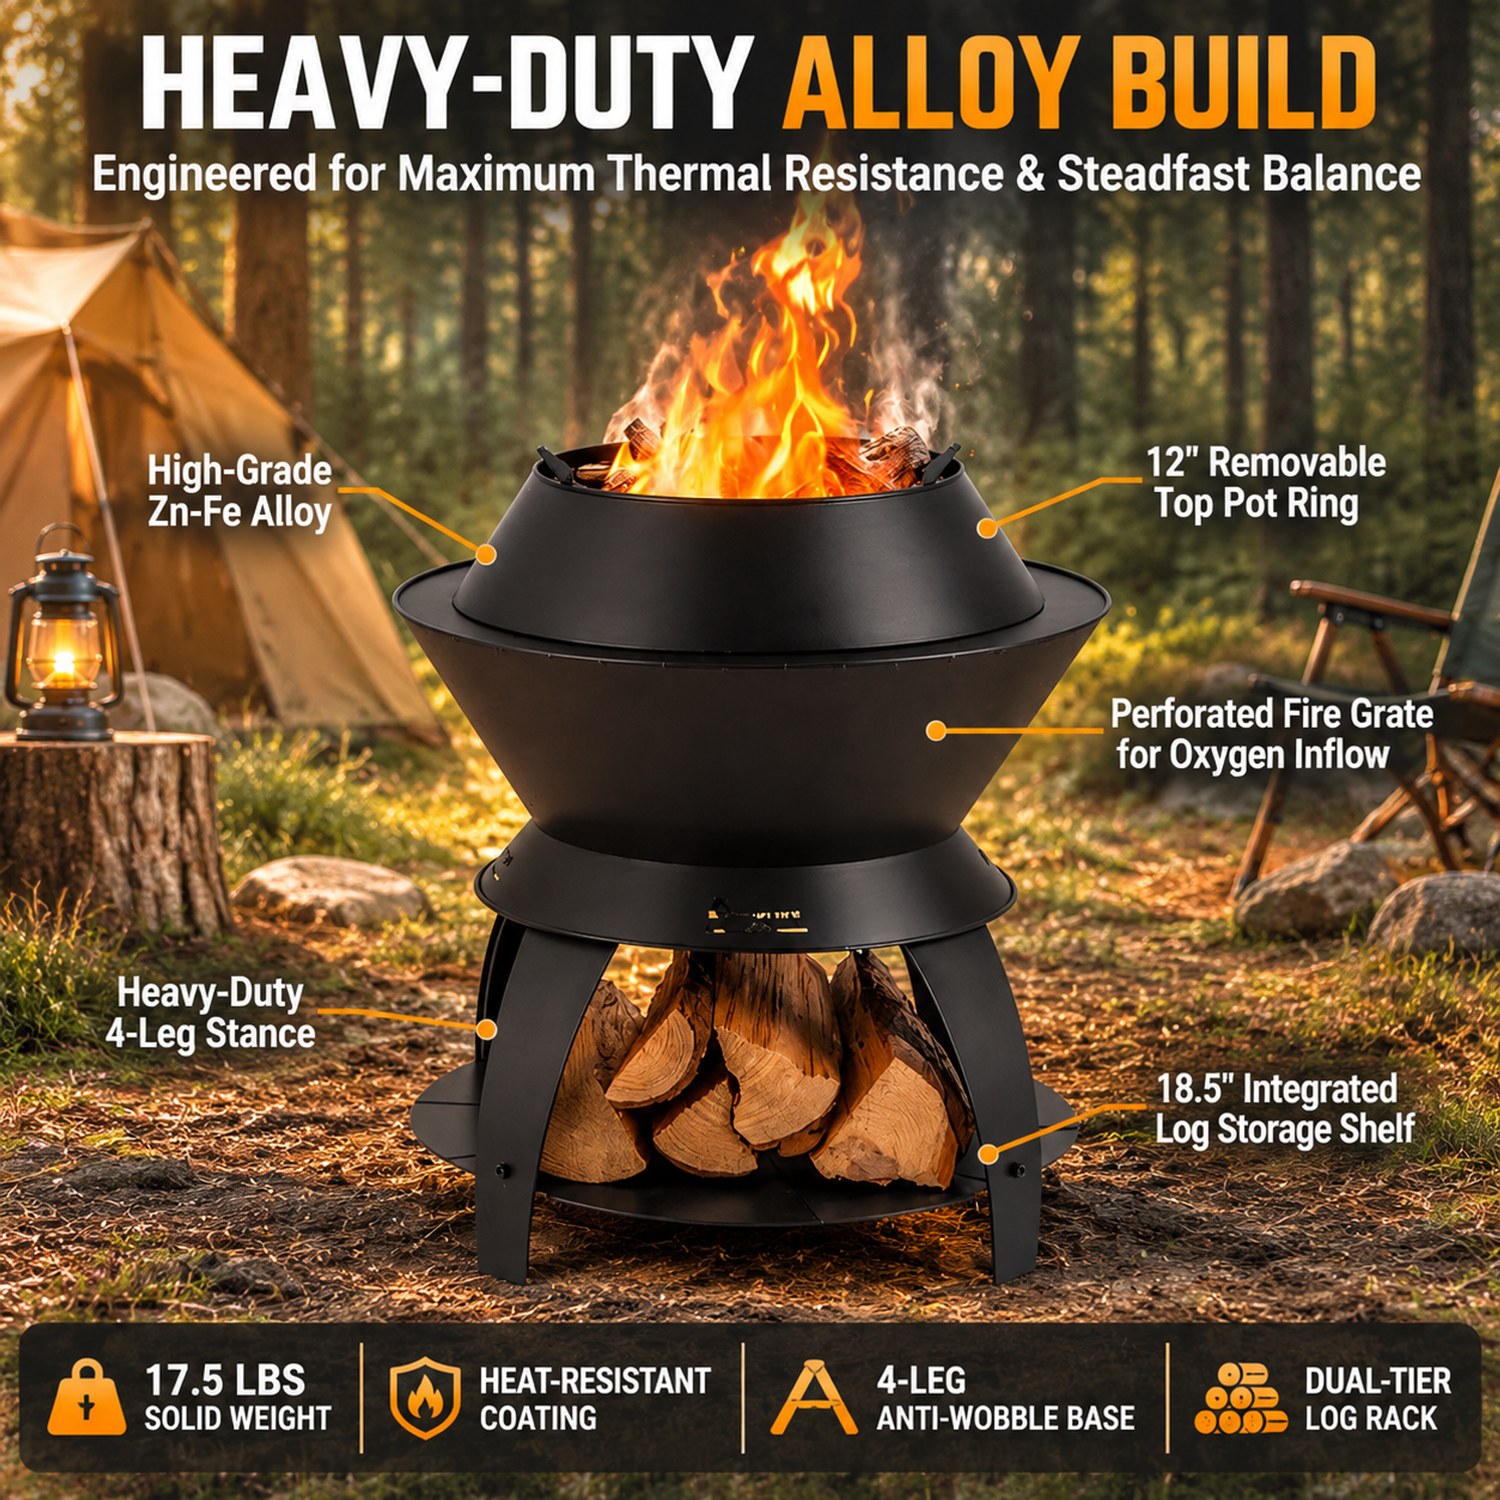 HEAVY-DUTY ALLOY BUILD
Engineered for Maximum Thermal Resistance & Steadfast Balance
High-Grade
Zn-Fe Alloy
12" Removable
Top Pot Ring
Perforated Fire Grate
for Oxygen Inflow
Heavy-Duty
4-Leg Stance
18.5" Integrated
Log Storage Shelf
17.5 LBS
SOLID WEIGHT
HEAT-RESISTANT
COATING
4-LEG
ANTI-WOBBLE BASE
DUAL-TIER
LOG RACK